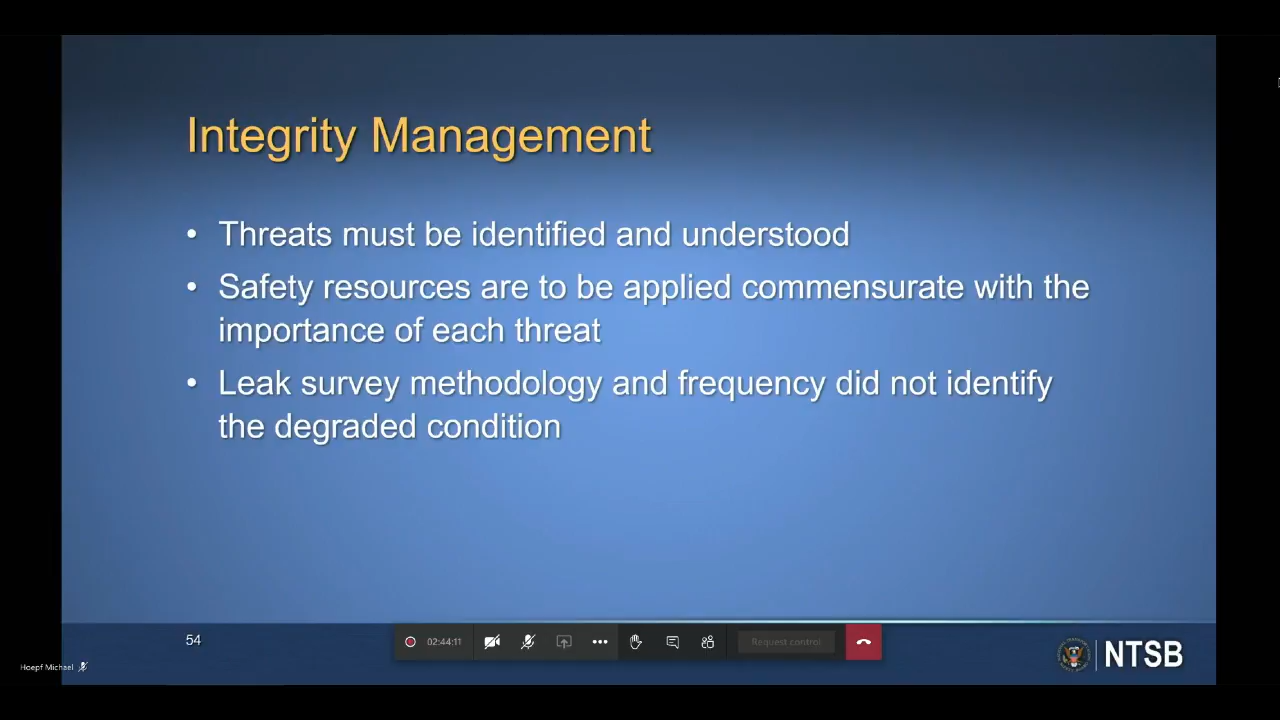 Integrity Management
• Threats must be identified and understood
• Safety resources are to be applied commensurate with the
importance of each threat
• Leak survey methodology and frequency did not identify
the degraded condition
54
02:44:11
Request control
NTSB
Hoepf Michael